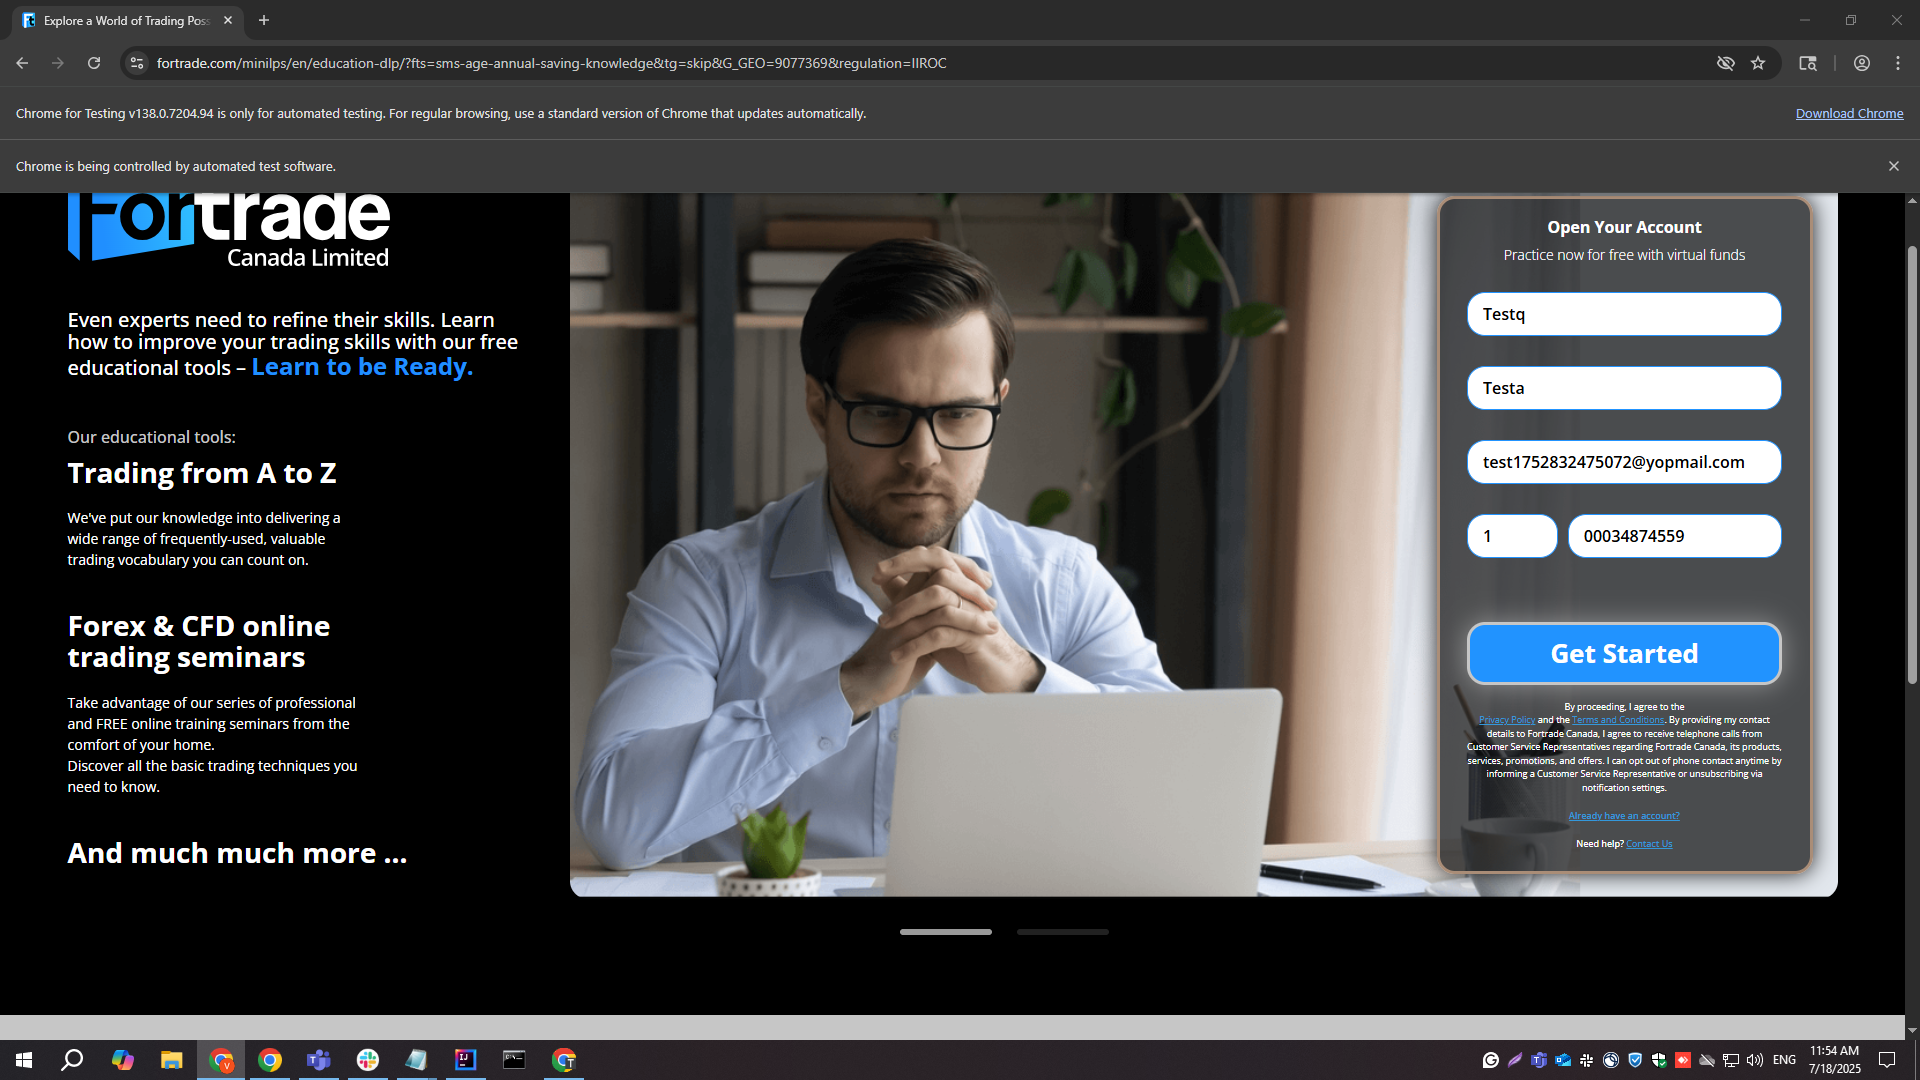 Explore a World of Trading Poss
fortrade.com/minilps/en/education-dlp/?fts=sms-age-annual-saving-knowledge&tg=skip&G_GEO=9077369&regulation=IIROC
Chrome for Testing v138.0.7204.94 is only for automated testing. For regular browsing, use a standard version of Chrome that updates automatically.
Download Chrome
Chrome is being controlled by automated test software.
Fortrade
Canada Limited
Even experts need to refine their skills. Learn
how to improve your trading skills with our free
educational tools – Learn to be Ready.
Our educational tools:
Trading from A to Z
We've put our knowledge into delivering a
wide range of frequently-used, valuable
trading vocabulary you can count on.
Forex & CFD online
trading seminars
Take advantage of our series of professional
and FREE online training seminars from the
comfort of your home.
Discover all the basic trading techniques you
need to know.
And much much more ...
Open Your Account
Practice now for free with virtual funds
Testq
Testa
test1752832475072@yopmail.com
1
00034874559
Get Started
By proceeding, I agree to the
Privacy Policy and the Terms and Conditions. By providing my contact
details to Fortrade Canada, I agree to receive telephone calls from
Customer Service Representatives regarding Fortrade Canada, its products,
services, promotions, and offers. I can opt out of phone contact anytime by
informing a Customer Service Representative or unsubscribing via
notification settings.
Already have an account?
Need help? Contact Us
ENG
11:54 AM
7/18/2025